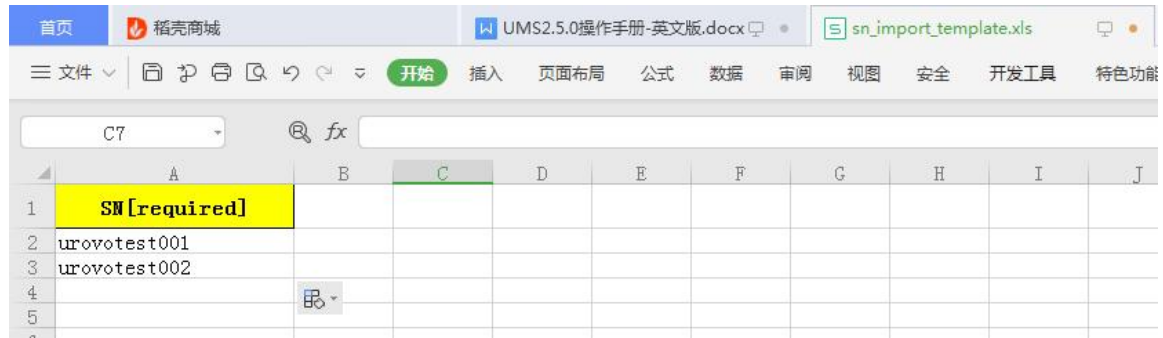 首页 稻壳商城 UMS2.5.0操作手册-英文版.docx sn_import_template.xls
文件 开始 插入 页面布局 公式 数据 审阅 视图 安全 开发工具 特色功能
C7 fx
A B C D E F G H I J
1 SN[required]
2 urovotest001
3 urovotest002
4
5